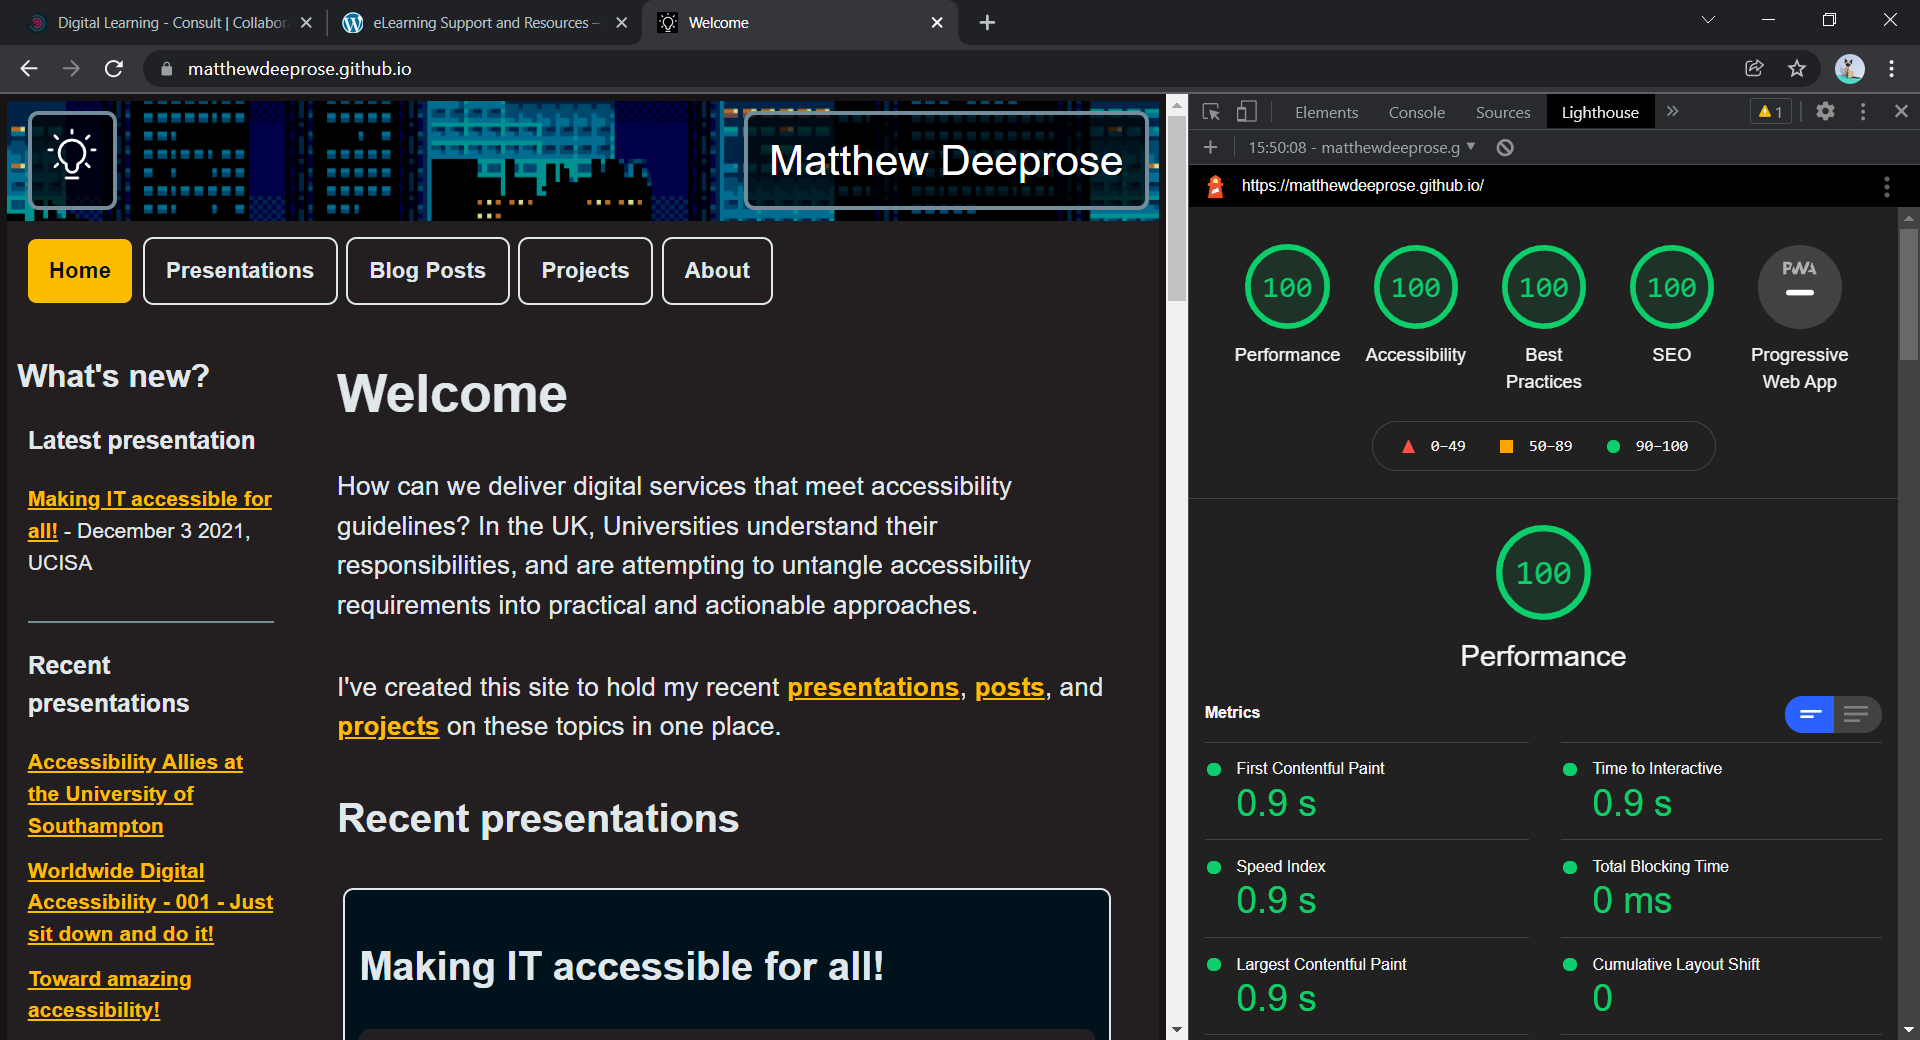 Digital Learning - Consult | Collabor
eLearning Support and Resources –
Welcome
matthewdeeprose.github.io
Matthew Deeprose
Home
Presentations
Blog Posts
Projects
About
What's new?
Latest presentation
Making IT accessible for
all! - December 3 2021,
UCISA
Recent
presentations
Accessibility Allies at
the University of
Southampton
Worldwide Digital
Accessibility - 001 - Just
sit down and do it!
Toward amazing
accessibility!
Welcome
How can we deliver digital services that meet accessibility
guidelines? In the UK, Universities understand their
responsibilities, and are attempting to untangle accessibility
requirements into practical and actionable approaches.
I've created this site to hold my recent presentations, posts, and
projects on these topics in one place.
Recent presentations
Making IT accessible for all!
Elements
Console
Sources
Lighthouse
1
15:50:08 - matthewdeeprose.g
https://matthewdeeprose.github.io/
100
100
100
100
PWA
Performance
Accessibility
Best
Practices
SEO
Progressive
Web App
0–49
50–89
90–100
100
Performance
Metrics
First Contentful Paint
0.9 s
Time to Interactive
0.9 s
Speed Index
0.9 s
Total Blocking Time
0 ms
Largest Contentful Paint
0.9 s
Cumulative Layout Shift
0